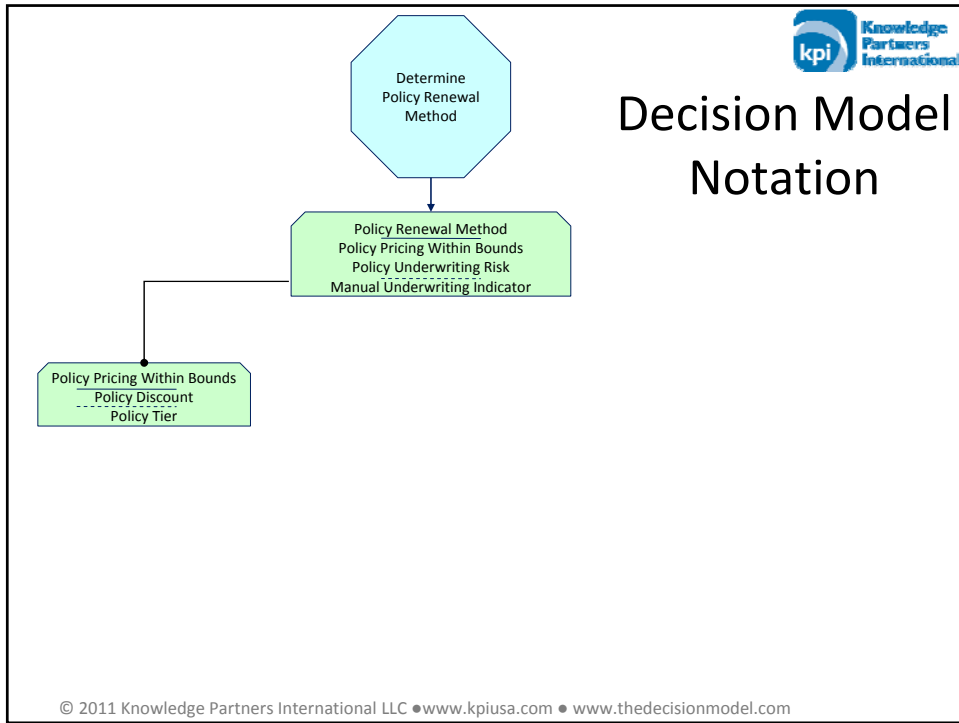 kpi
Knowledge
Partners
International
Decision Model
Notation
Determine
Policy Renewal
Method
Policy Renewal Method
Policy Pricing Within Bounds
Policy Underwriting Risk
Manual Underwriting Indicator
Policy Pricing Within Bounds
Policy Discount
Policy Tier
© 2011 Knowledge Partners International LLC ●www.kpiusa.com ● www.thedecisionmodel.com